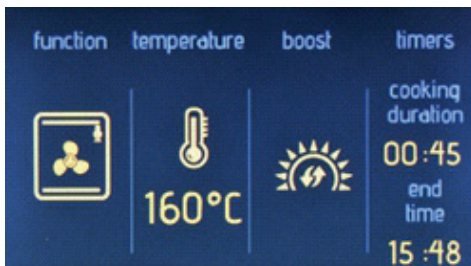 function temperature boost timers
cooking
duration
00:45
160°C
end
time
15:48